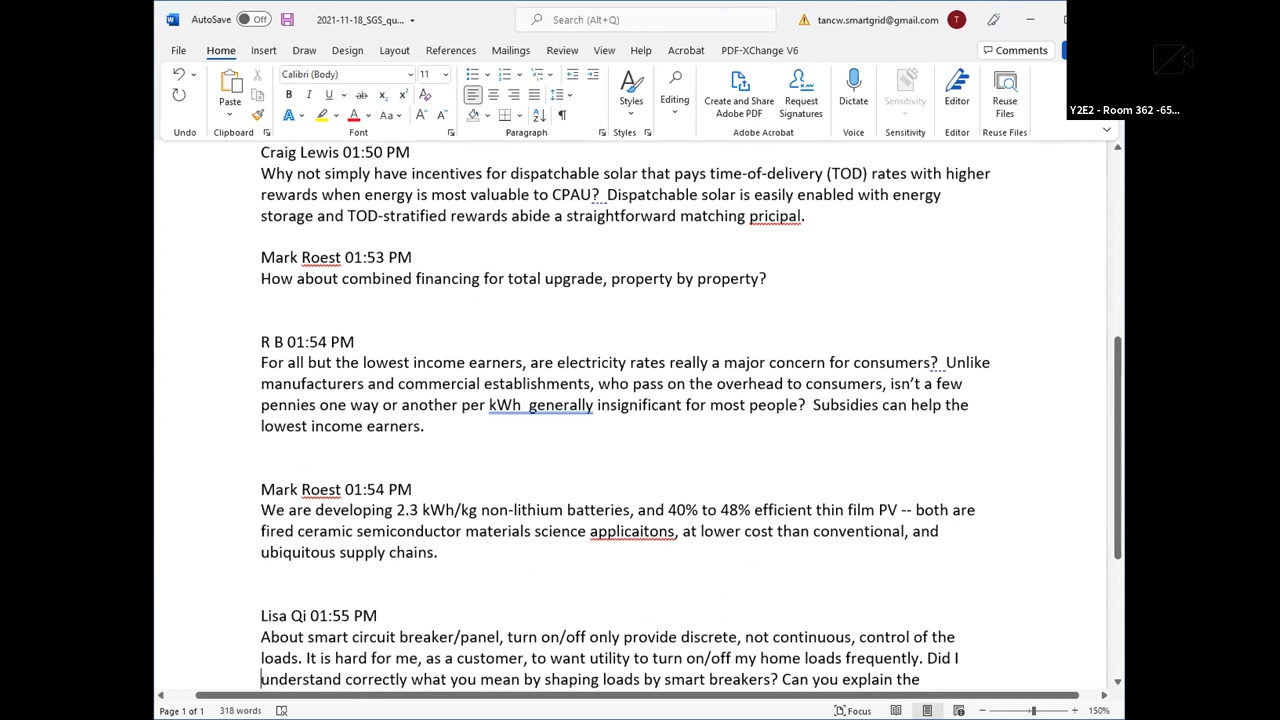 AutoSave Off 2021-11-18_SGS_qu... Search (Alt+Q) tancw.smartgrid@gmail.com T
File Home Insert Draw Design Layout References Mailings Review View Help Acrobat PDF-XChange V6 Comments
Calibri (Body) 11
Paste Styles Editing Create and Share Adobe PDF Request Signatures Dictate Sensitivity Editor Reuse Files
Undo Clipboard Font Paragraph Styles Adobe Acrobat Voice Sensitivity Editor Reuse Files
Y2E2 - Room 362 -65...
Craig Lewis 01:50 PM
Why not simply have incentives for dispatchable solar that pays time-of-delivery (TOD) rates with higher
rewards when energy is most valuable to CPAU?  Dispatchable solar is easily enabled with energy
storage and TOD-stratified rewards abide a straightforward matching pricipal.
Mark Roest 01:53 PM
How about combined financing for total upgrade, property by property?
R B 01:54 PM
For all but the lowest income earners, are electricity rates really a major concern for consumers?  Unlike
manufacturers and commercial establishments, who pass on the overhead to consumers, isn’t a few
pennies one way or another per kWh  generally insignificant for most people?  Subsidies can help the
lowest income earners.
Mark Roest 01:54 PM
We are developing 2.3 kWh/kg non-lithium batteries, and 40% to 48% efficient thin film PV -- both are
fired ceramic semiconductor materials science applicaitons, at lower cost than conventional, and
ubiquitous supply chains.
Lisa Qi 01:55 PM
About smart circuit breaker/panel, turn on/off only provide discrete, not continuous, control of the
loads. It is hard for me, as a customer, to want utility to turn on/off my home loads frequently. Did I
understand correctly what you mean by shaping loads by smart breakers? Can you explain the
Page 1 of 1 318 words Focus 150%